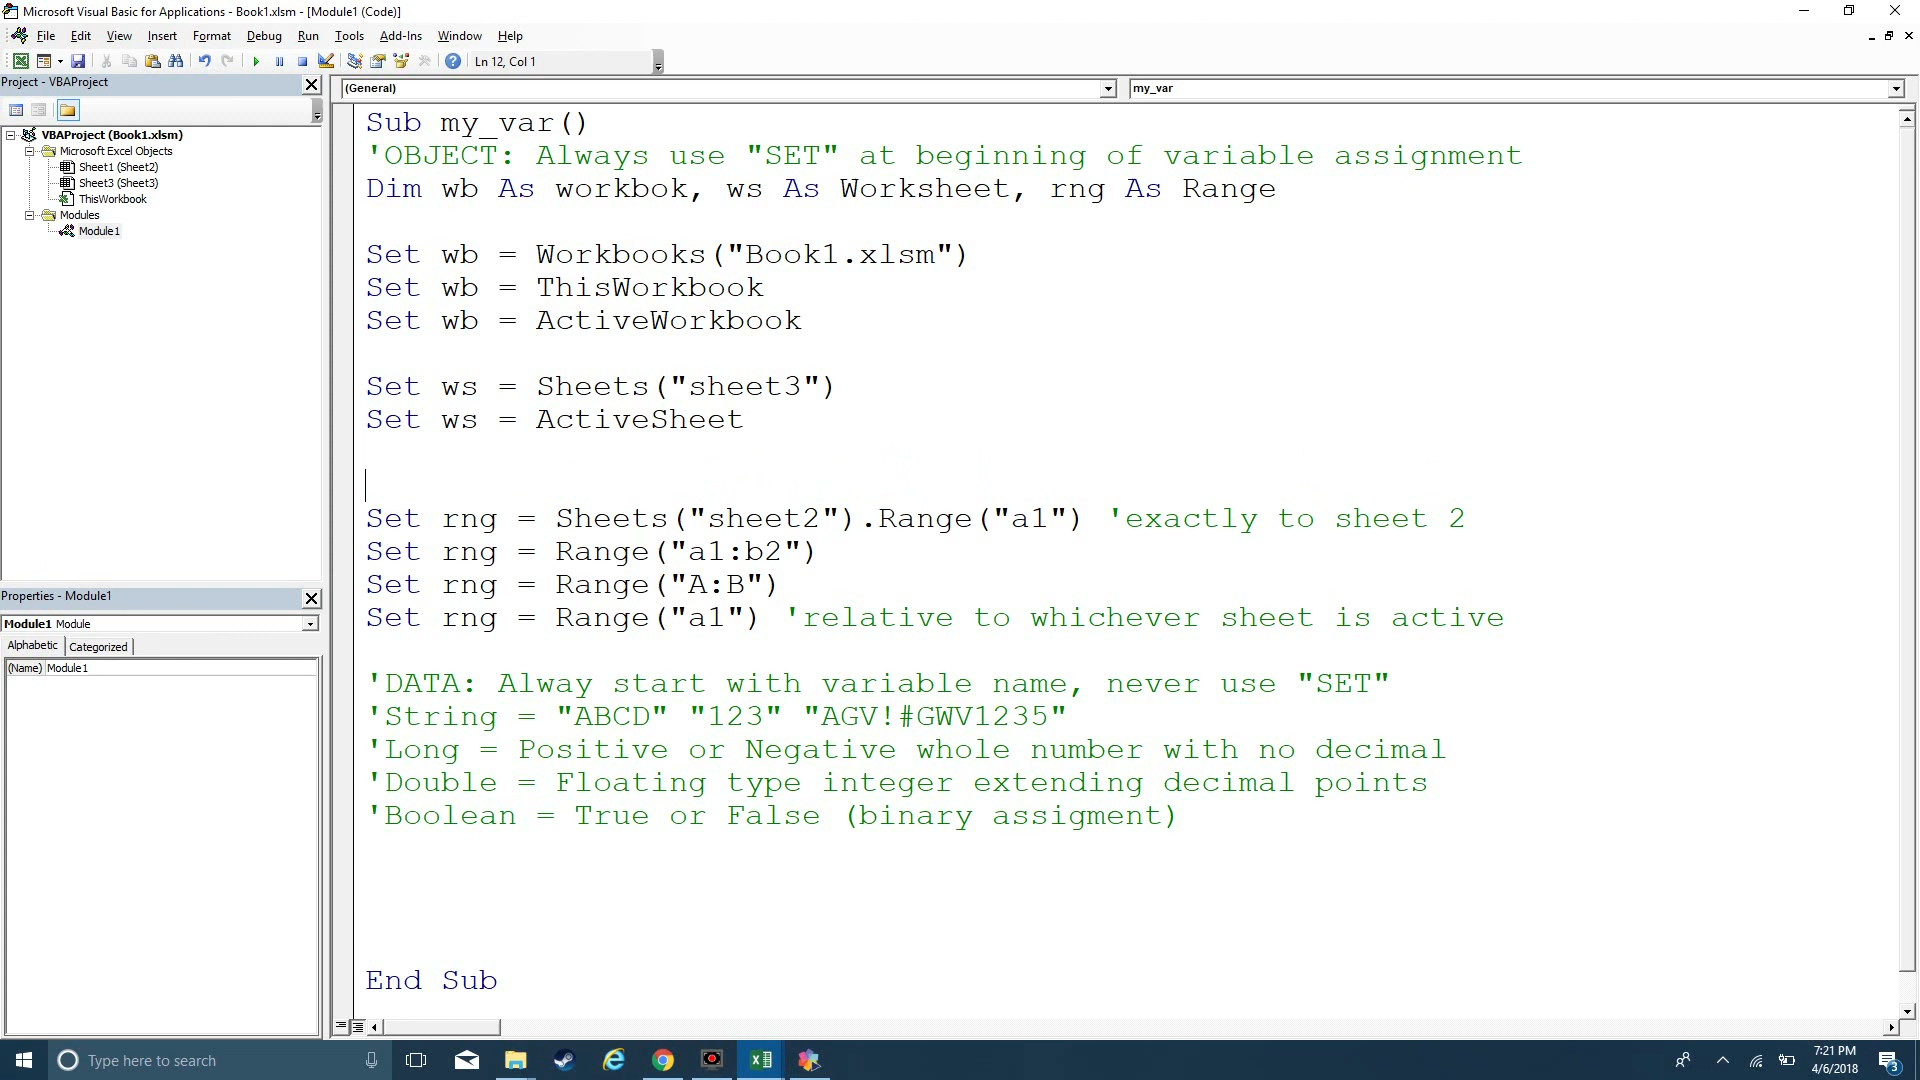 Microsoft Visual Basic for Applications - Book1.xlsm - [Module1 (Code)]
File Edit View Insert Format Debug Run Tools Add-Ins Window Help
Ln 12, Col 1
Project - VBAProject
(General)
my_var
VBAProject (Book1.xlsm)
Microsoft Excel Objects
Sheet1 (Sheet2)
Sheet3 (Sheet3)
ThisWorkbook
Modules
Module1
Properties - Module1
Module1 Module
Alphabetic Categorized
(Name) Module1
Sub my_var()
'OBJECT: Always use "SET" at beginning of variable assignment
Dim wb As workbok, ws As Worksheet, rng As Range
Set wb = Workbooks("Book1.xlsm")
Set wb = ThisWorkbook
Set wb = ActiveWorkbook
Set ws = Sheets("sheet3")
Set ws = ActiveSheet
Set rng = Sheets("sheet2").Range("a1") 'exactly to sheet 2
Set rng = Range("a1:b2")
Set rng = Range("A:B")
Set rng = Range("a1") 'relative to whichever sheet is active
'DATA: Alway start with variable name, never use "SET"
'String = "ABCD" "123" "AGV!#GWV1235"
'Long = Positive or Negative whole number with no decimal
'Double = Floating type integer extending decimal points
'Boolean = True or False (binary assigment)
End Sub
Type here to search
7:21 PM
4/6/2018
3